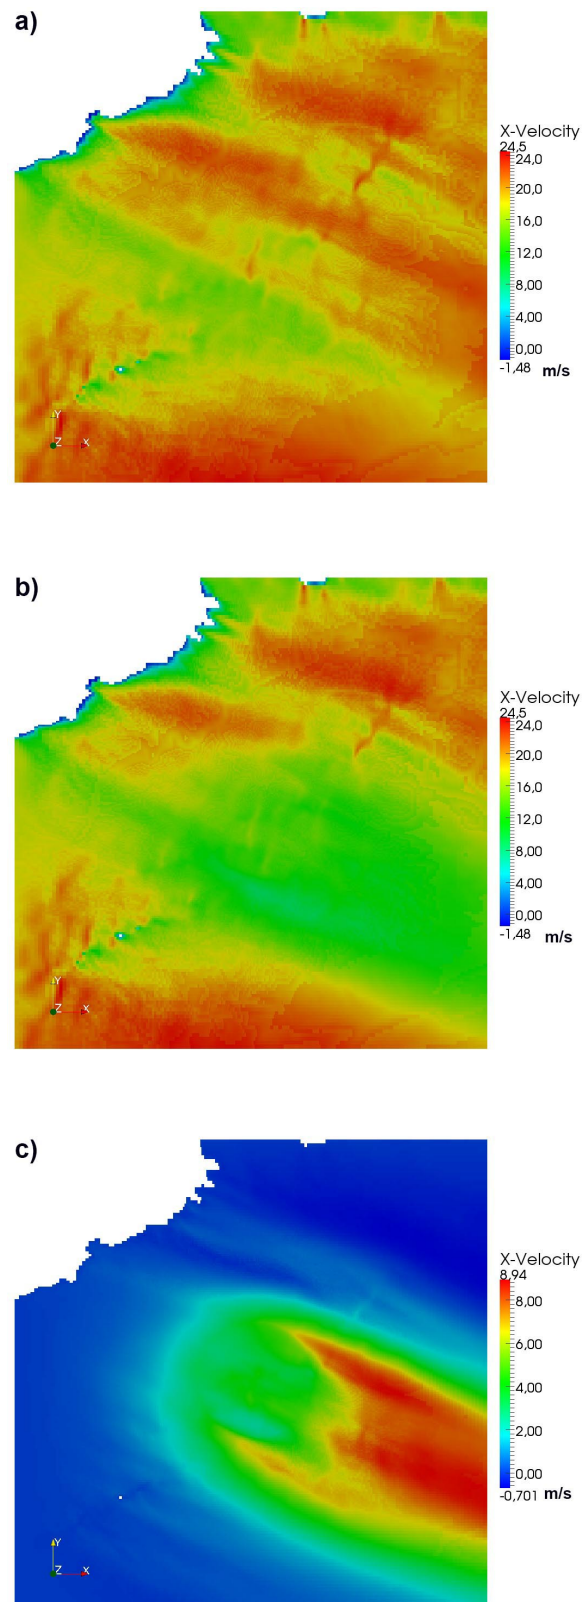 a)
X-Velocity
24,5
24,0
20,0
16,0
12,0
8,00
4,00
0,00
-1,48 m/s
Y
Z X
b)
X-Velocity
24,5
24,0
20,0
16,0
12,0
8,00
4,00
0,00
-1,48 m/s
Y
Z X
c)
X-Velocity
8,94
8,00
6,00
4,00
2,00
0,00
-0,701 m/s
Y
Z X